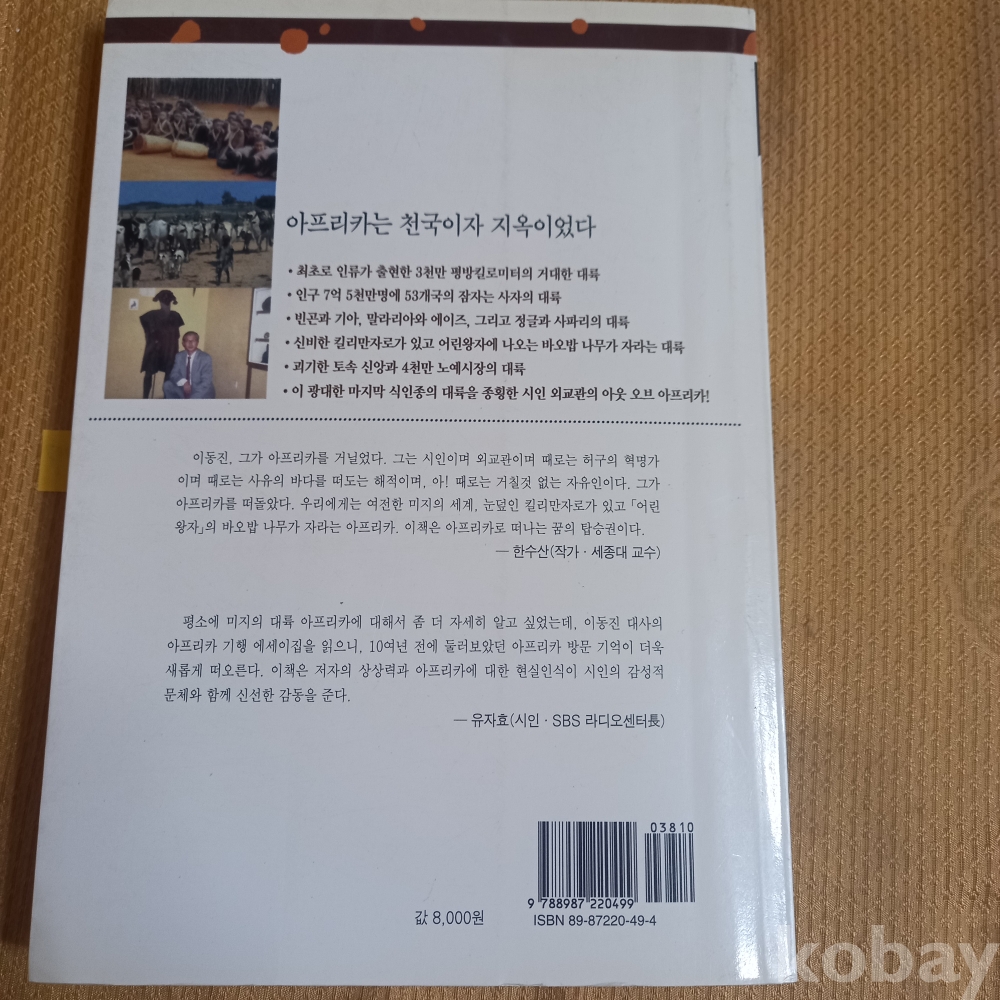 아프리카는 천국이자 지옥이었다
• 최초로 인류가 출현한 3천만 평방킬로미터의 거대한 대륙
• 인구 7억 5천만명에 53개국의 잠자는 사자의 대륙
• 빈곤과 기아, 말라리아와 에이즈, 그리고 정글과 사파리의 대륙
• 신비한 킬리만자로가 있고 어린왕자에 나오는 바오밥 나무가 자라는 대륙
• 괴기한 토속 신앙과 4천만 노예시장의 대륙
• 이 광대한 마지막 식인종의 대륙을 종횡한 시인 외교관의 아웃 오브 아프리카!
이동진, 그가 아프리카를 거닐었다. 그는 시인이며 외교관이며 때로는 허구의 혁명가
이며 때로는 사유의 바다를 떠도는 해적이며, 아! 때로는 거칠것 없는 자유인이다. 그가
아프리카를 떠돌았다. 우리에게는 여전한 미지의 세계, 눈덮인 킬리만자로가 있고 「어린
왕자」의 바오밥 나무가 자라는 아프리카. 이책은 아프리카로 떠나는 꿈의 탑승권이다.
— 한수산(작가 · 세종대 교수)
평소에 미지의 대륙 아프리카에 대해서 좀 더 자세히 알고 싶었는데, 이동진 대사의
아프리카 기행 에세이집을 읽으니, 10여년 전에 둘러보았던 아프리카 방문 기억이 더욱
새롭게 떠오른다. 이책은 저자의 상상력과 아프리카에 대한 현실인식이 시인의 감성적
문체와 함께 신선한 감동을 준다.
— 유자효(시인 · SBS 라디오센터長)
03810
9 788987 220499
값 8,000원
ISBN 89-87220-49-4
kobay